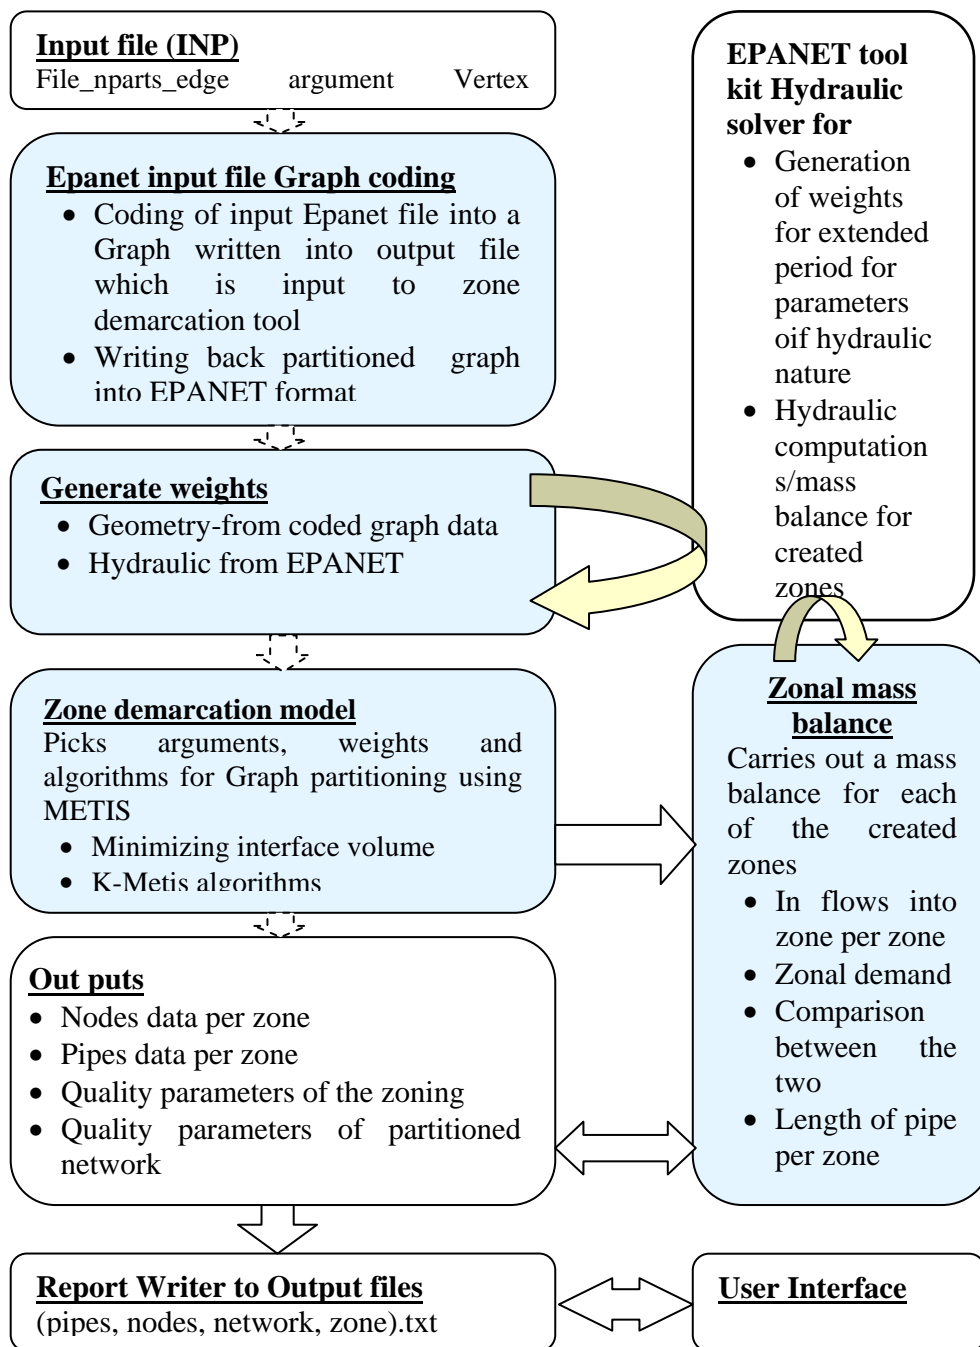 Input file (INP)
File_nparts_edge argument Vertex
Epanet input file Graph coding
• Coding of input Epanet file into a
Graph written into output file
which is input to zone
demarcation tool
• Writing back partitioned graph
into EPANET format
Generate weights
• Geometry-from coded graph data
• Hydraulic from EPANET
Zone demarcation model
Picks arguments, weights and
algorithms for Graph partitioning using
METIS
• Minimizing interface volume
• K-Metis algorithms
Out puts
• Nodes data per zone
• Pipes data per zone
• Quality parameters of the zoning
• Quality parameters of partitioned
network
Report Writer to Output files
(pipes, nodes, network, zone).txt
EPANET tool
kit Hydraulic
solver for
• Generation
of weights
for extended
period for
parameters
oif hydraulic
nature
• Hydraulic
computation
s/mass
balance for
created
zones
Zonal mass
balance
Carries out a mass
balance for each
of the created
zones
• In flows into
zone per zone
• Zonal demand
• Comparison
between the
two
• Length of pipe
per zone
User Interface